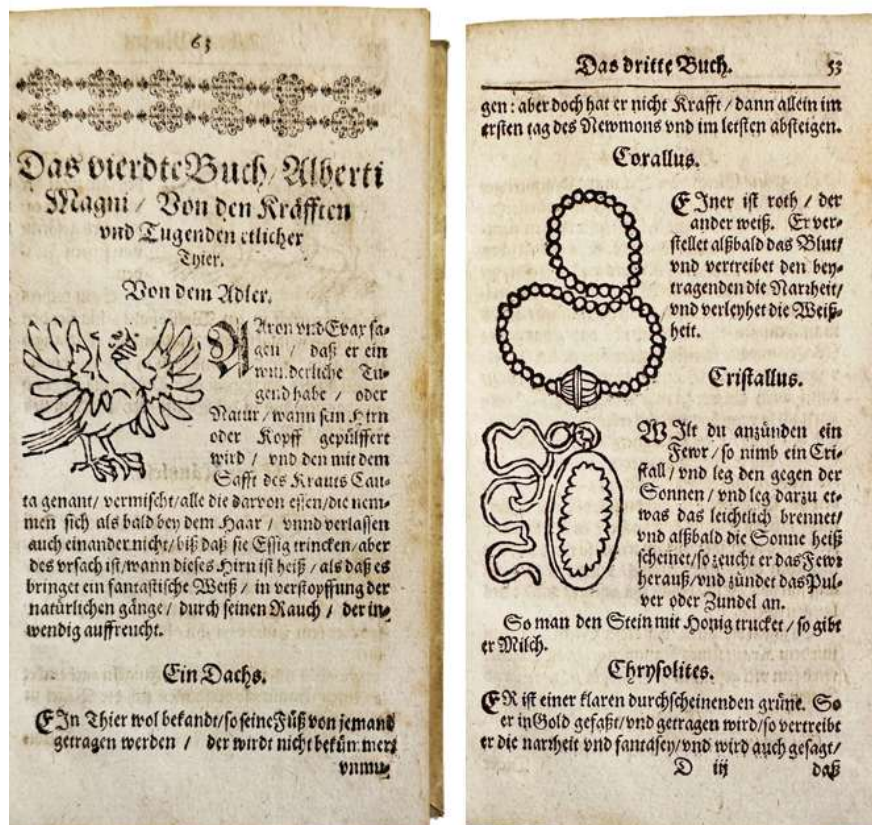 63
Das vierdte Buch / Alberti
Magni / Von den Kräfften
vnd Tugenden etlicher
Thier.
Von dem Adler.
AAron vnd Evax sa-
gen / daß er ein
wunderliche Tu-
gend habe / oder
Natur / wann sein Hirn
oder Kopff gepülffert
wird / vnd den mit dem
Safft des Krauts Cau-
ta genant / vermischt / alle die darvon essen / die nem-
men sich als bald bey dem Haar / vnnd verlassen
auch einander nicht / biß daß sie Essig trincken / aber
des vrsach ist / wann dieses Hirn ist heiß / als daß es
bringet ein fantastische Weiß / in verstopffung der
natürlichen gänge / durch seinen Rauch / der in-
wendig auffreucht.
Ein Dachs.
EIn Thier wol bekandt / so seine Füß von jemand
getragen werden / der wirdt nicht bekümmert
vnmu-
Das dritte Buch. 53
gen : aber doch hat er nicht Krafft / dann allein im
ersten tag des Newmons vnd im letsten absteigen.
Corallus.
EJner ist roth / der
ander weiß. Er ver-
stellet alßbald das Blut /
vnd vertreibet den bey-
tragenden die Narrheit /
vnd verleyhet die Weiß-
heit.
Cristallus.
WJlt du anzünden ein
Fewr / so nimb ein Cri-
stall / vnd leg den gegen der
Sonnen / vnd leg darzu et-
was das leichtlich brennet /
vnd alßbald die Sonne heiß
scheinet / so zeucht er das Fewr
herauß / vnd zündet das Pul-
ver oder Zundel an.
So man den Stein mit Honig trucket / so gibt
er Milch.
Chrysolites.
ER ist einer klaren durchscheinenden grüne. So
er in Gold gefaßt / vnd getragen wird / so vertreibt
er die narrheit vnd fantasey / vnd wird auch gesagt /
D iij daß